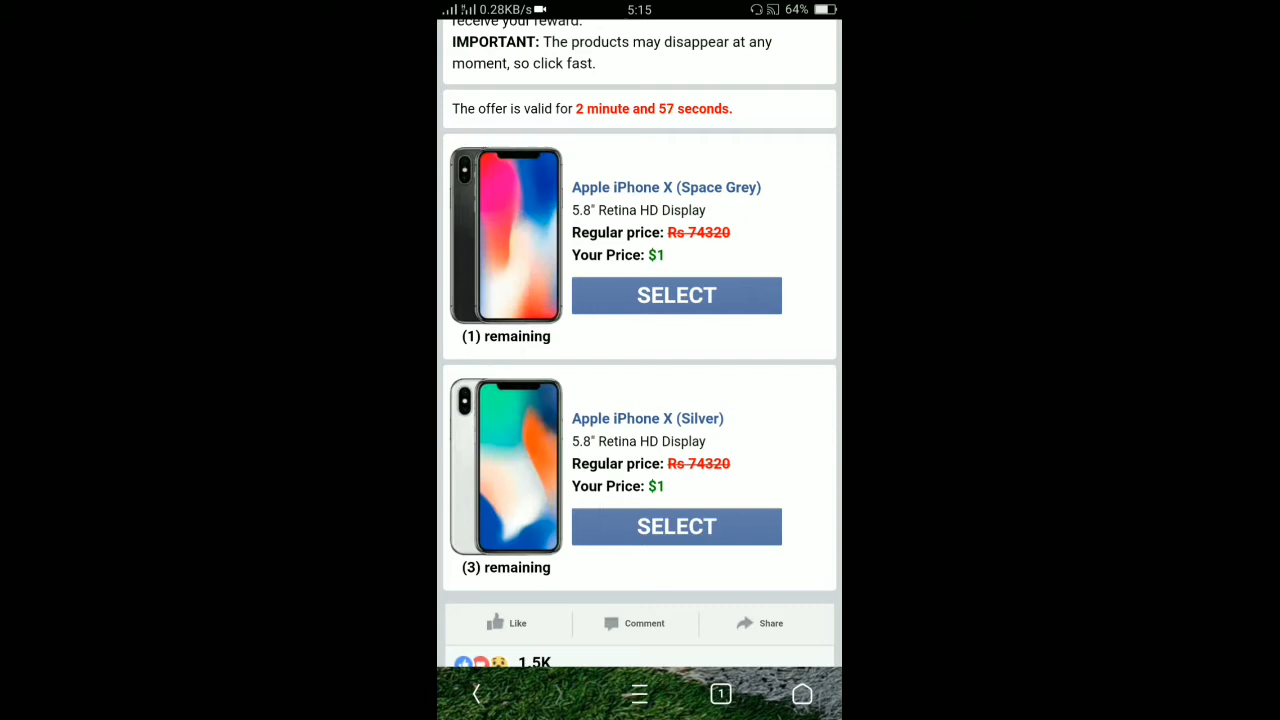 0.28KB/s 5:15 64%
receive your reward.
IMPORTANT: The products may disappear at any
moment, so click fast.
The offer is valid for 2 minute and 57 seconds.
Apple iPhone X (Space Grey)
5.8" Retina HD Display
Regular price: Rs 74320
Your Price: $1
SELECT
(1) remaining
Apple iPhone X (Silver)
5.8" Retina HD Display
Regular price: Rs 74320
Your Price: $1
SELECT
(3) remaining
Like Comment Share
1.5K
1